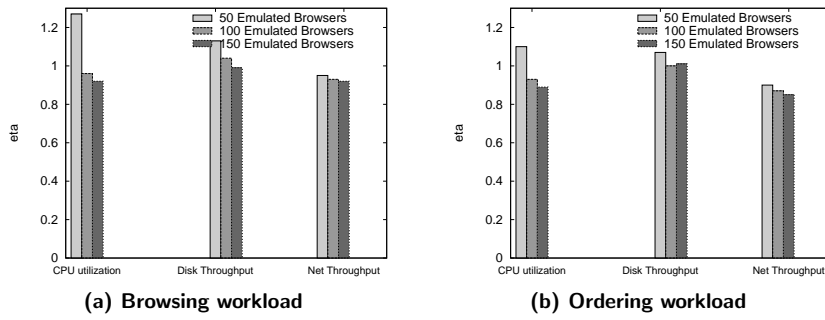 50 Emulated Browsers
100 Emulated Browsers
150 Emulated Browsers
1.2
1
0.8
0.6
0.4
0.2
0
eta
CPU utilization Disk Throughput Net Throughput
(a) Browsing workload
50 Emulated Browsers
100 Emulated Browsers
150 Emulated Browsers
1.2
1
0.8
0.6
0.4
0.2
0
eta
CPU utilization Disk Throughput Net Throughput
(b) Ordering workload